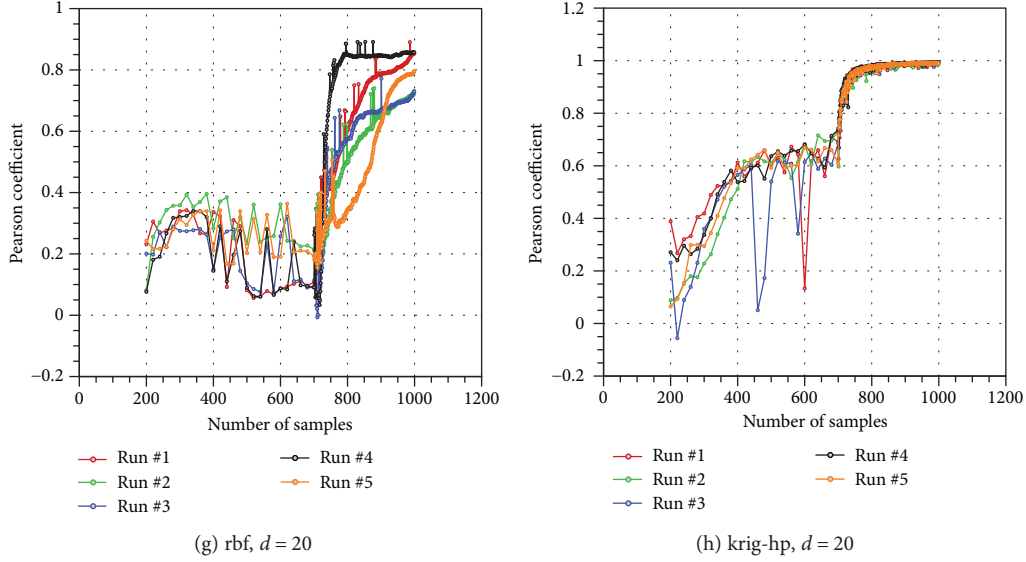 1
0.8
0.6
0.4
0.2
0
−0.2
Pearson coefficient
0 200 400 600 800 1000 1200
Number of samples
Run #1
Run #2
Run #3
Run #4
Run #5
(g) rbf, d = 20
1.2
1
0.8
0.6
0.4
0.2
0
−0.2
Pearson coefficient
0 200 400 600 800 1000 1200
Number of samples
Run #1
Run #2
Run #3
Run #4
Run #5
(h) krig-hp, d = 20